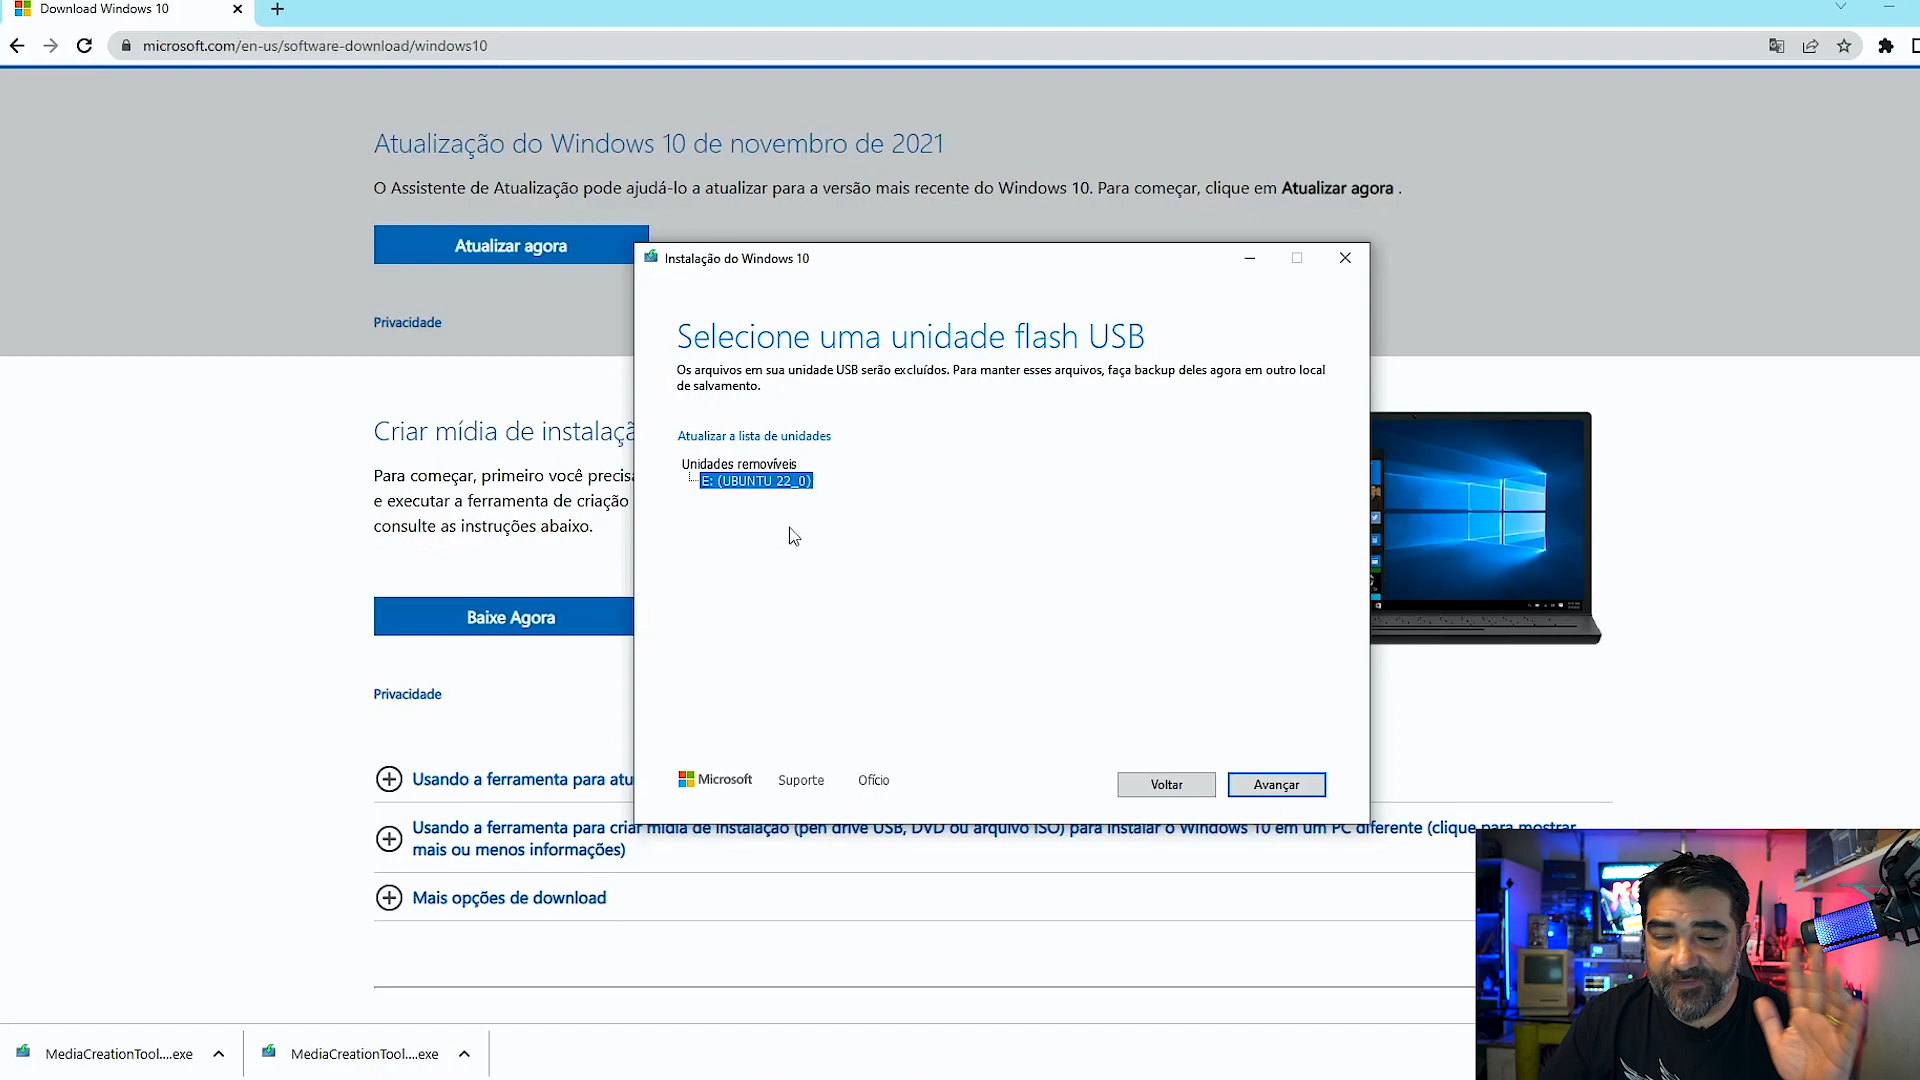 Download Windows 10
microsoft.com/en-us/software-download/windows10
Atualização do Windows 10 de novembro de 2021
O Assistente de Atualização pode ajudá-lo a atualizar para a versão mais recente do Windows 10. Para começar, clique em Atualizar agora .
Atualizar agora
Privacidade
Instalação do Windows 10
Selecione uma unidade flash USB
Os arquivos em sua unidade USB serão excluídos. Para manter esses arquivos, faça backup deles agora em outro local
de salvamento.
Atualizar a lista de unidades
Unidades removíveis
E: (UBUNTU 22_0)
Microsoft
Suporte
Ofício
Voltar
Avançar
Criar mídia de instalaçã
Para começar, primeiro você precisa
e executar a ferramenta de criação
consulte as instruções abaixo.
Baixe Agora
Privacidade
Usando a ferramenta para atu
Usando a ferramenta para criar mídia de instalação (pen drive USB, DVD ou arquivo ISO) para instalar o Windows 10 em um PC diferente (clique para mostrar
mais ou menos informações)
Mais opções de download
MediaCreationTool....exe
MediaCreationTool....exe